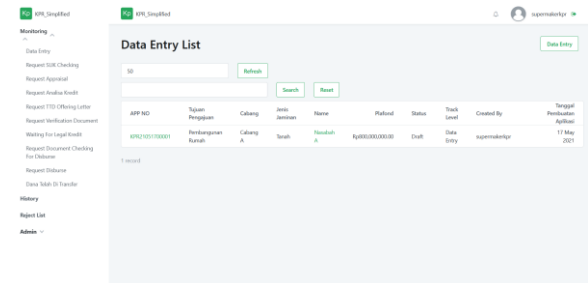 KPR_Simplified
Monitoring
Data Entry
Request SLIK Checking
Request Appraisal
Request Analisa Kredit
Request TTD Offering Letter
Request Verification Document
Waiting For Legal Kredit
Request Document Checking
For Disburse
Request Disburse
Dana Telah Di Transfer
History
Reject List
Admin
KPR_Simplified
supermakerkpr
Data Entry List
Data Entry
50
Refresh
Search Reset
APP NO Tujuan Pengajuan Cabang Jenis Jaminan Name Plafond Status Track Level Created By Tanggal Pembuatan Aplikasi
KPR21051700001 Pembangunan Rumah Cabang A Tanah Nasabah A Rp800,000,000.00 Draft Data Entry supermakerkpr 17 May 2021
1 record